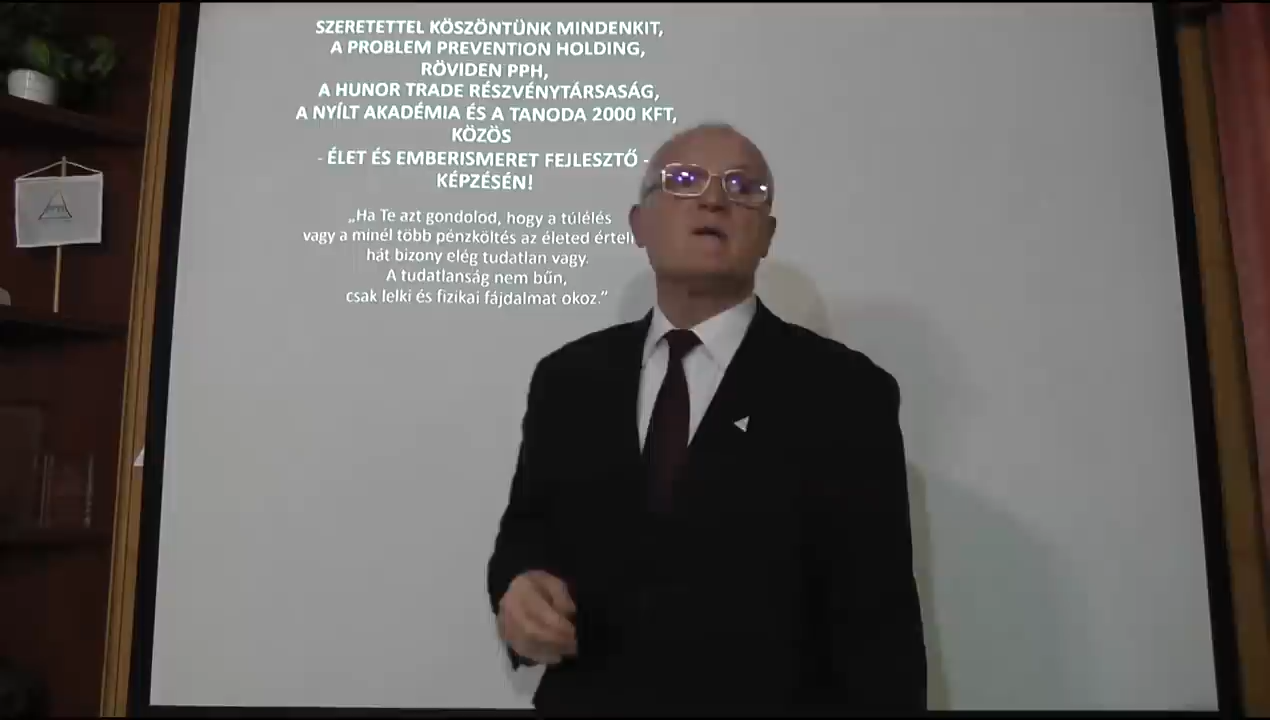 SZERETETTEL KÖSZÖNTÜNK MINDENKIT,
A PROBLEM PREVENTION HOLDING,
RÖVIDEN PPH,
A HUNOR TRADE RÉSZVÉNYTÁRSASÁG,
A NYÍLT AKADÉMIA ÉS A TANODA 2000 KFT,
KÖZÖS
- ÉLET ÉS EMBERISMERET FEJLESZTŐ -
KÉPZÉSÉN!
„Ha Te azt gondolod, hogy a túlélés
vagy a minél több pénzköltés az életed
hát bizony elég tudatlan vagy.
A tudatlanság nem bűn,
csak lelki és fizikai fájdalmat okoz.”